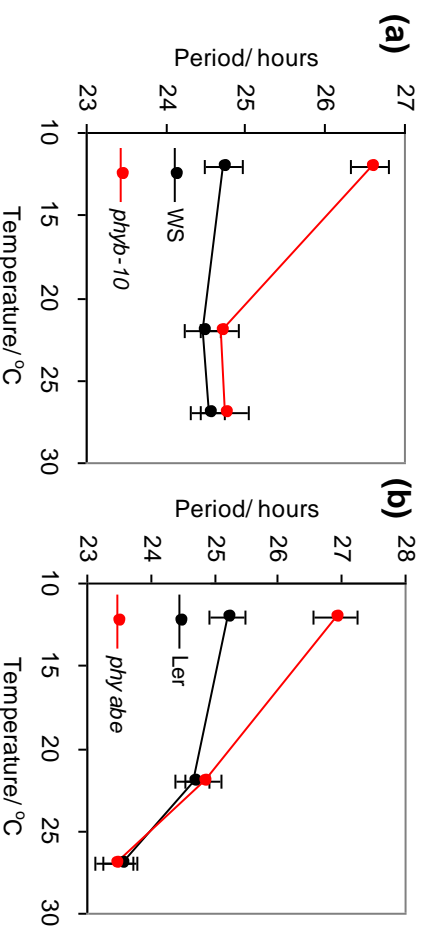 (a)
Period/ hours
27
26
25
24
23
WS
phyb-10
10
15
20
25
30
Temperature/ °C
(b)
Period/ hours
28
27
26
25
24
23
Ler
phy abe
10
15
20
25
30
Temperature/ °C